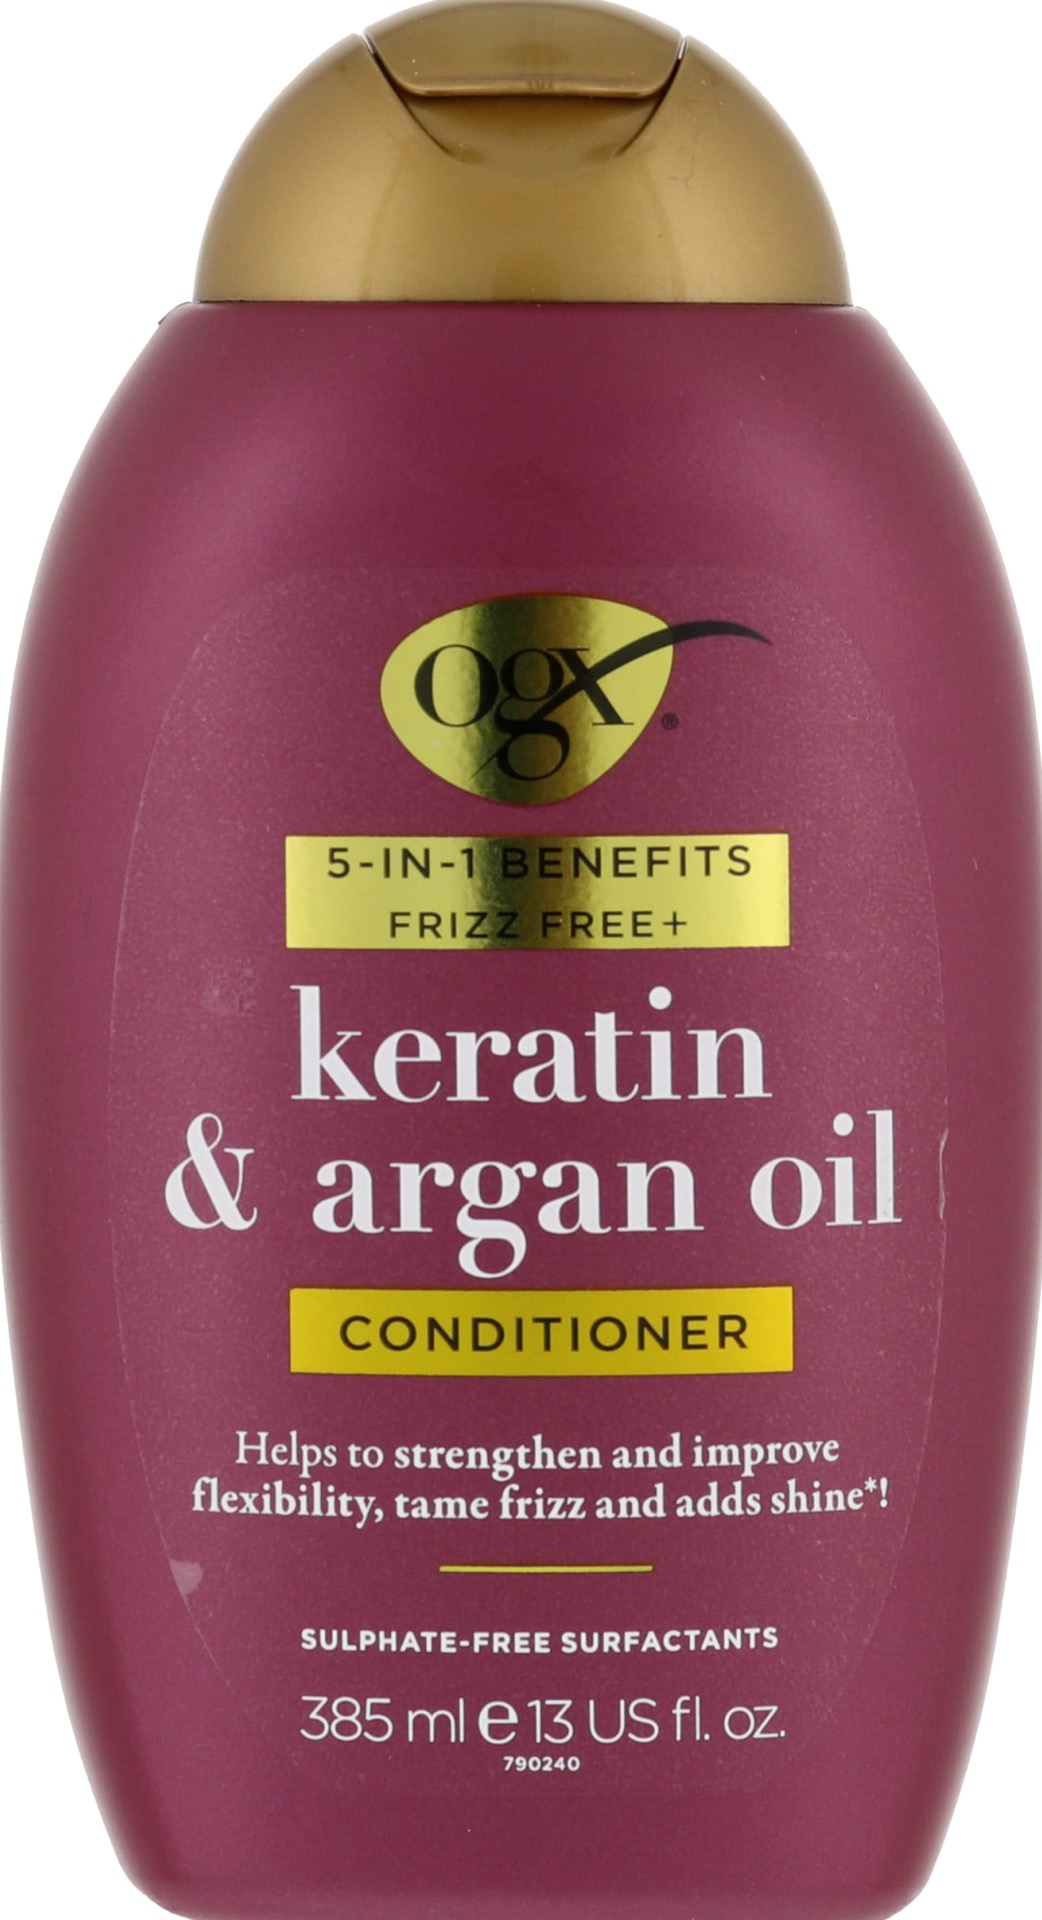 ogx®
5-IN-1 BENEFITS
FRIZZ FREE+
keratin
& argan oil
CONDITIONER
Helps to strengthen and improve
flexibility, tame frizz and adds shine*!
SULPHATE-FREE SURFACTANTS
385 ml e 13 US fl. oz.
790240